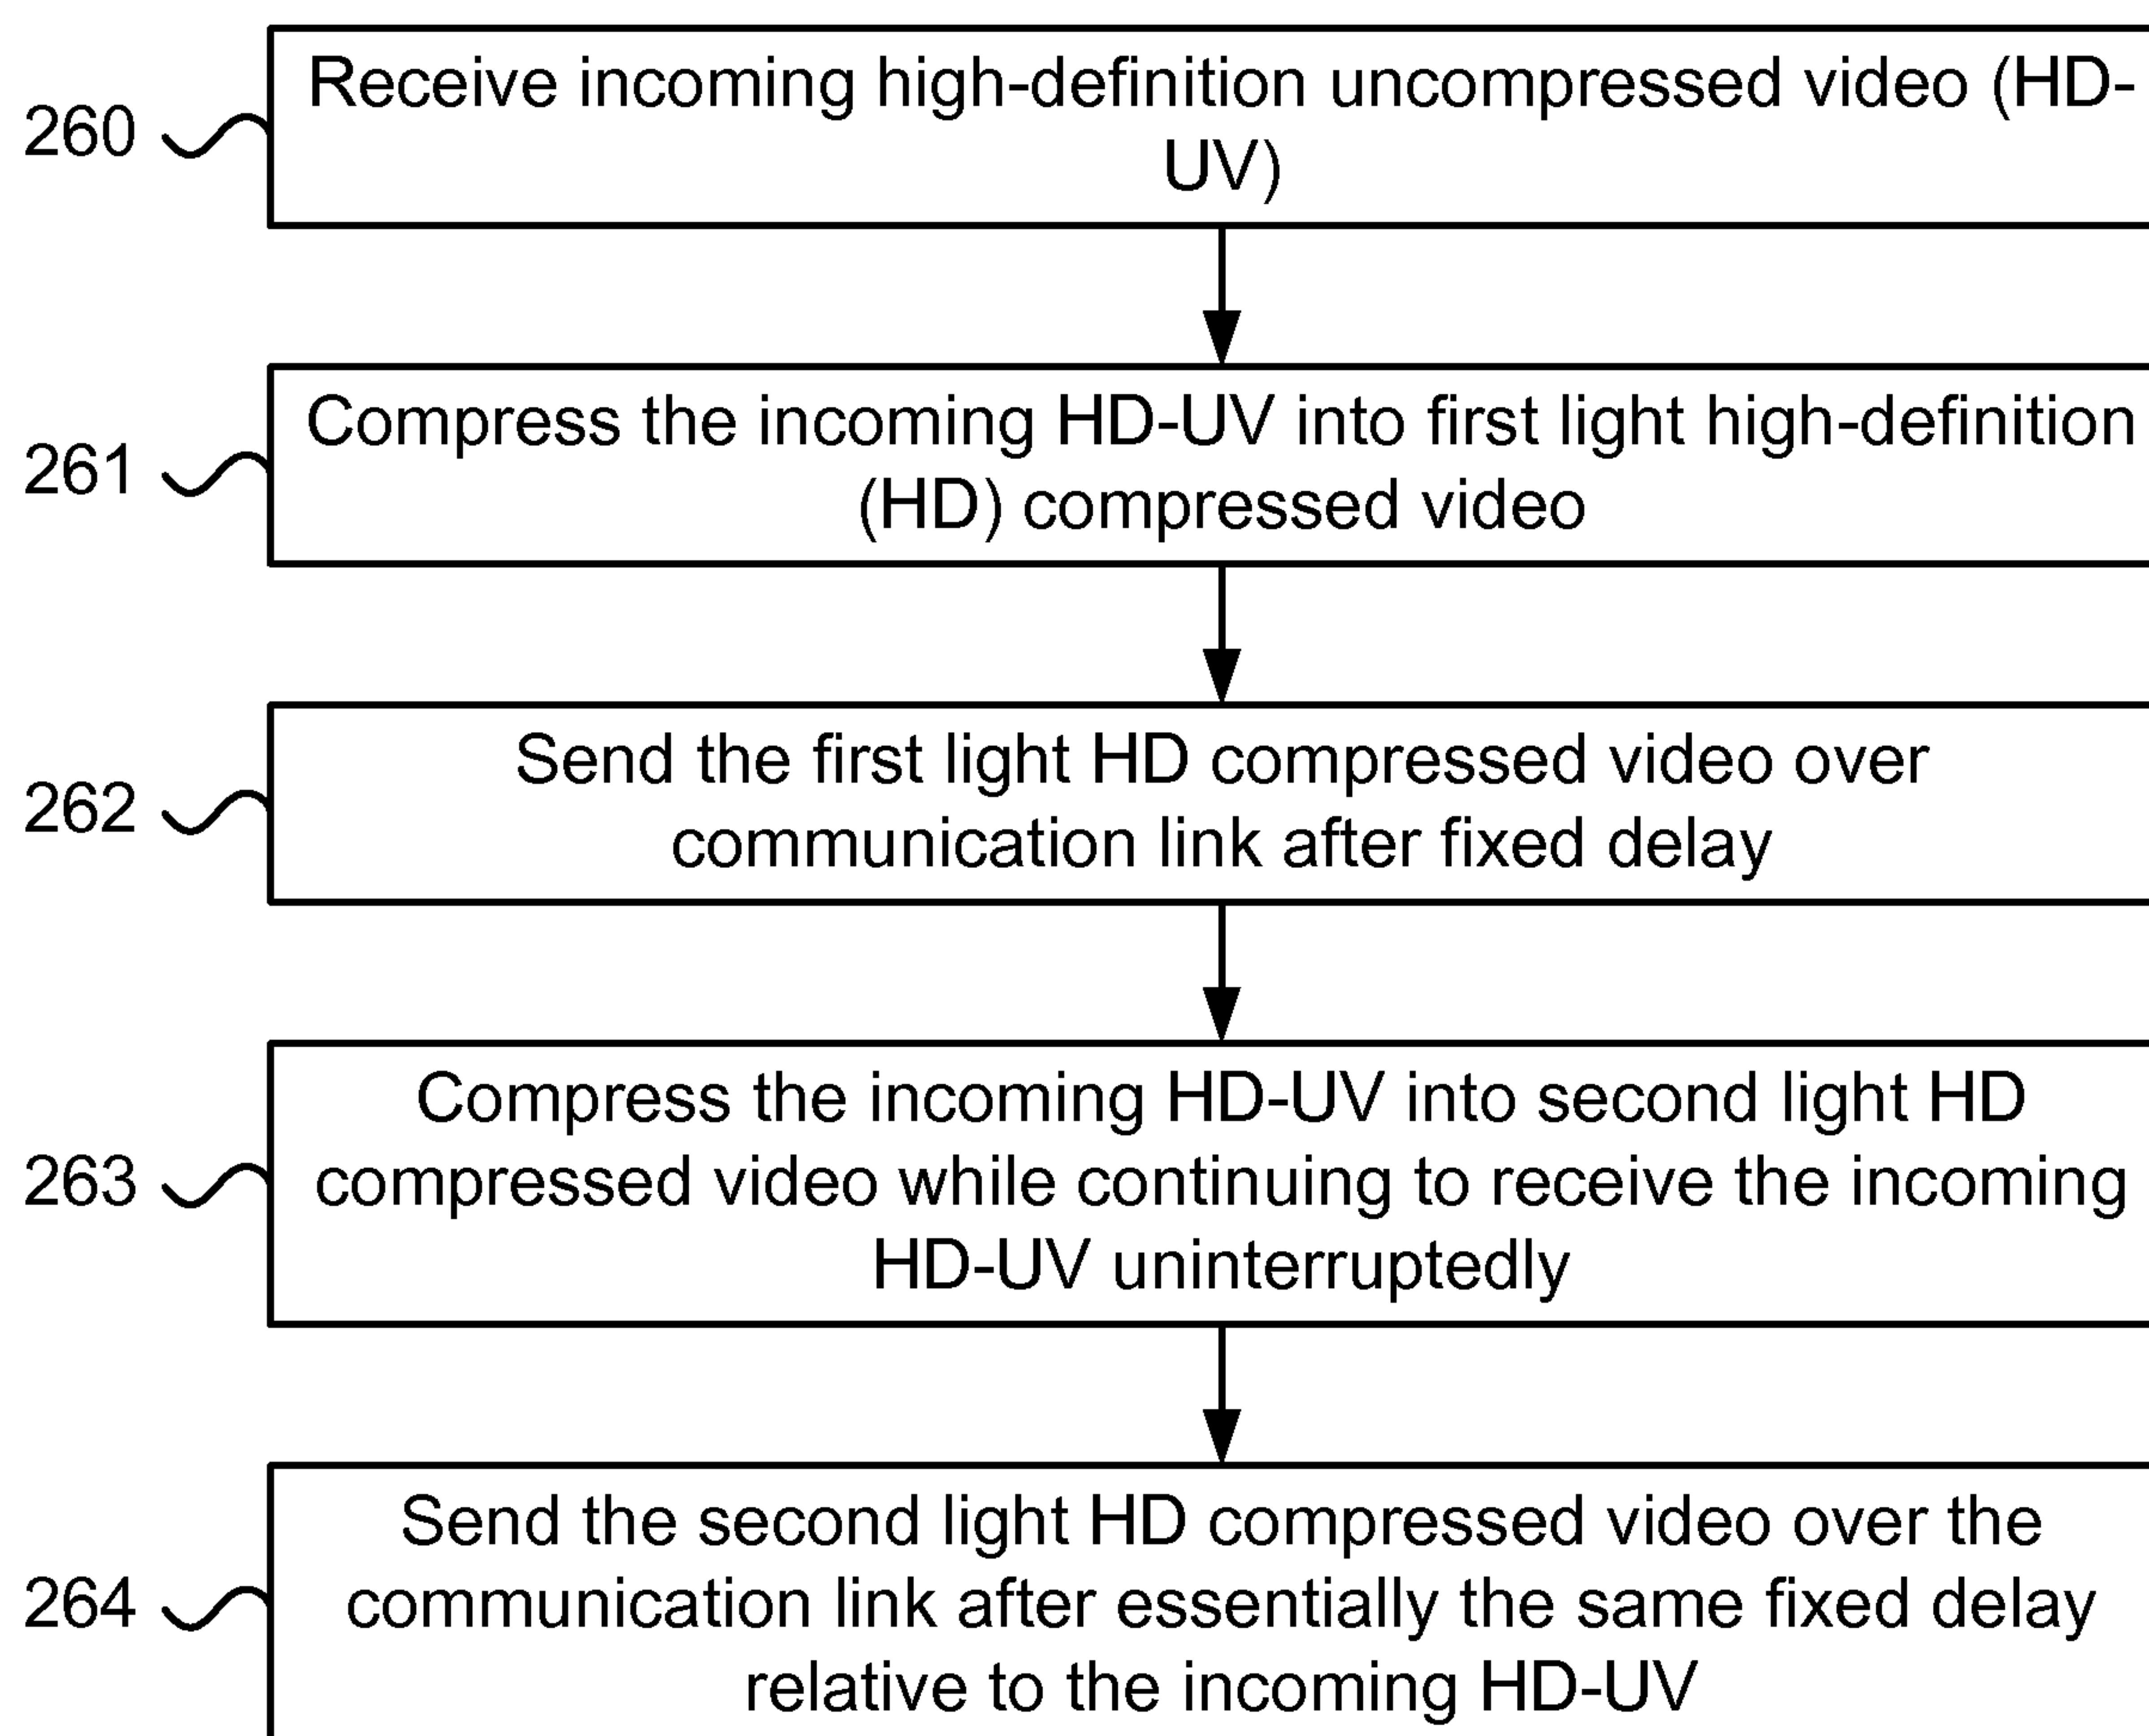 Receive incoming high-definition uncompressed video (HD-
UV)
260
Compress the incoming HD-UV into first light high-definition
(HD) compressed video
261
Send the first light HD compressed video over
communication link after fixed delay
262
Compress the incoming HD-UV into second light HD
compressed video while continuing to receive the incoming
HD-UV uninterruptedly
263
Send the second light HD compressed video over the
communication link after essentially the same fixed delay
relative to the incoming HD-UV
264